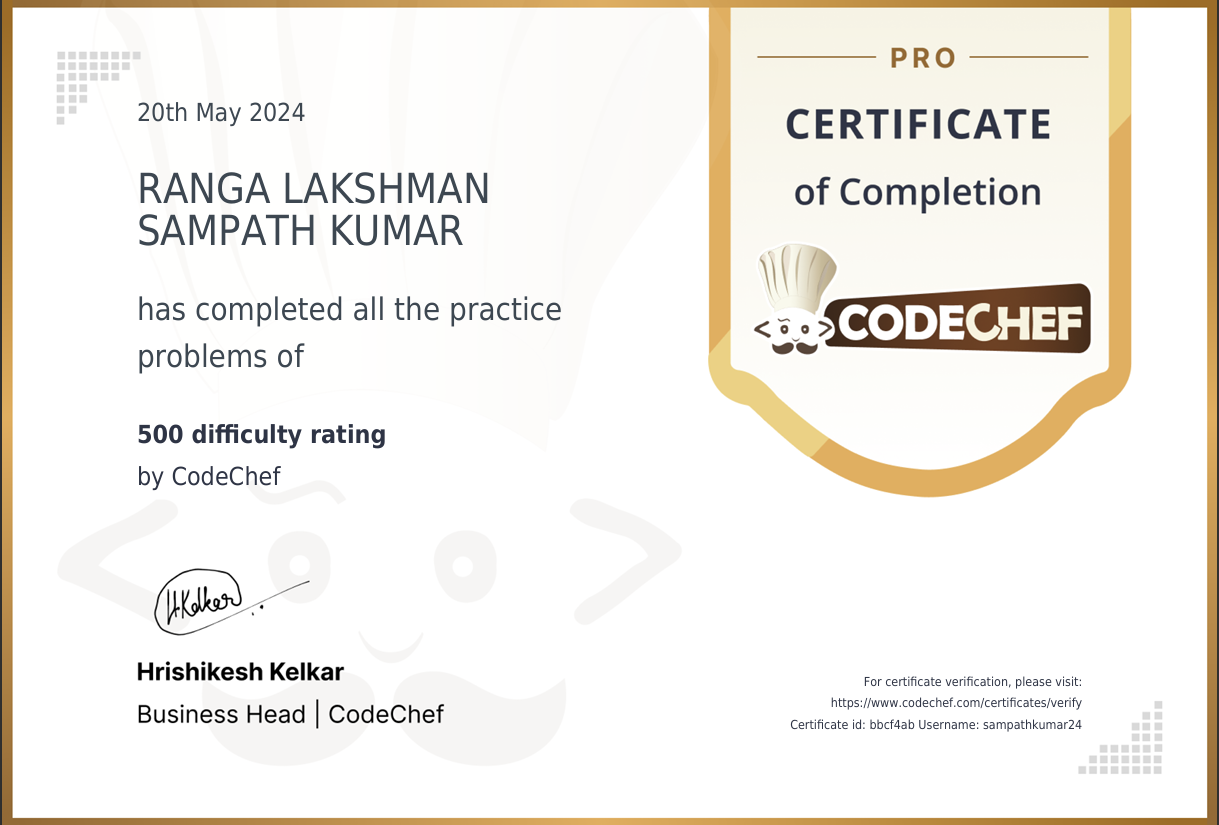 20th May 2024
RANGA LAKSHMAN
SAMPATH KUMAR
has completed all the practice
problems of
500 difficulty rating
by CodeChef
H Kelkar
Hrishikesh Kelkar
Business Head | CodeChef
PRO
CERTIFICATE
of Completion
CODECHEF
For certificate verification, please visit:
https://www.codechef.com/certificates/verify
Certificate id: bbcf4ab Username: sampathkumar24